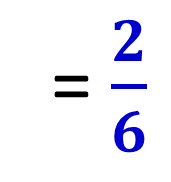 = 2/6